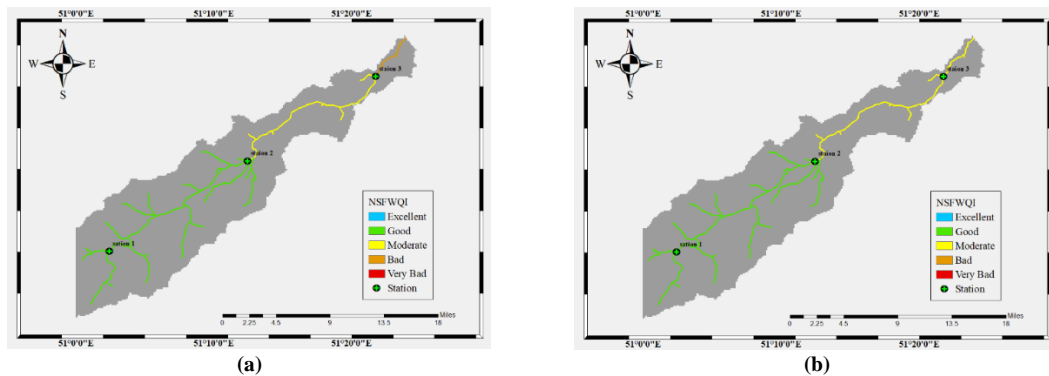 51°0'0"E 51°10'0"E 51°20'0"E
N
W E
S
station 3
staion 2
sation 1
NSFWQI
Excellent
Good
Moderate
Bad
Very Bad
Station
Miles
0 2.25 4.5 9 13.5 18
51°0'0"E 51°10'0"E 51°20'0"E
(a)
51°0'0"E 51°10'0"E 51°20'0"E
N
W E
S
station 3
staion 2
sation 1
NSFWQI
Excellent
Good
Moderate
Bad
Very Bad
Station
Miles
0 2.25 4.5 9 13.5 18
51°0'0"E 51°10'0"E 51°20'0"E
(b)